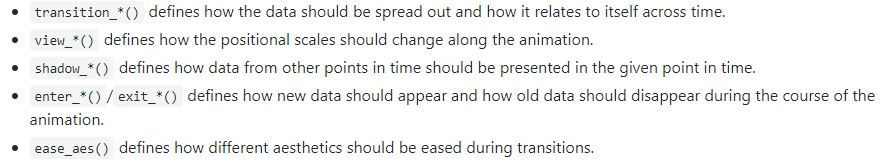 • transition_*() defines how the data should be spread out and how it relates to itself across time.
• view_*() defines how the positional scales should change along the animation.
• shadow_*() defines how data from other points in time should be presented in the given point in time.
• enter_*() / exit_*() defines how new data should appear and how old data should disappear during the course of the
animation.
• ease_aes() defines how different aesthetics should be eased during transitions.